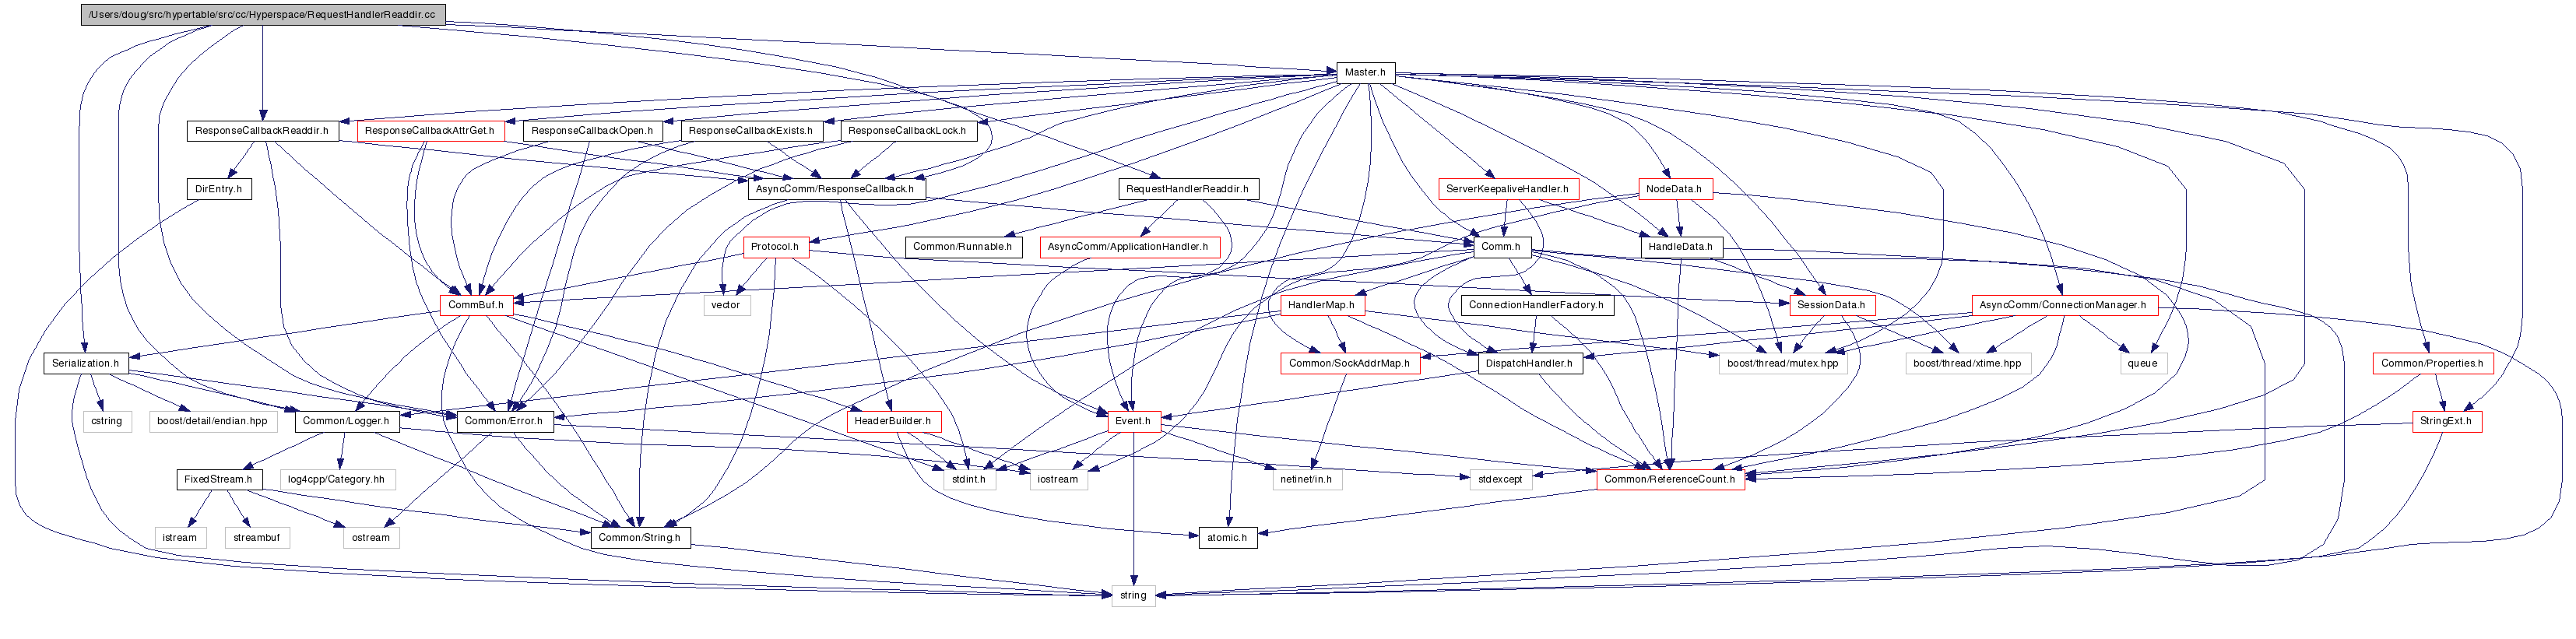 /Users/doug/src/hypertable/src/cc/Hyperspace/RequestHandlerReaddir.cc
Master.h
ResponseCallbackReaddir.h
ResponseCallbackAttrGet.h
ResponseCallbackOpen.h
ResponseCallbackExists.h
ResponseCallbackLock.h
DirEntry.h
AsyncComm/ResponseCallback.h
RequestHandlerReaddir.h
ServerKeepaliveHandler.h
NodeData.h
Protocol.h
Common/Runnable.h
AsyncComm/ApplicationHandler.h
Comm.h
HandleData.h
CommBuf.h
vector
HandlerMap.h
ConnectionHandlerFactory.h
SessionData.h
AsyncComm/ConnectionManager.h
Serialization.h
Common/SockAddrMap.h
DispatchHandler.h
boost/thread/mutex.hpp
boost/thread/xtime.hpp
queue
Common/Properties.h
cstring
boost/detail/endian.hpp
Common/Logger.h
Common/Error.h
HeaderBuilder.h
Event.h
StringExt.h
FixedStream.h
log4cpp/Category.hh
stdint.h
iostream
netinet/in.h
stdexcept
Common/ReferenceCount.h
istream
streambuf
ostream
Common/String.h
atomic.h
string